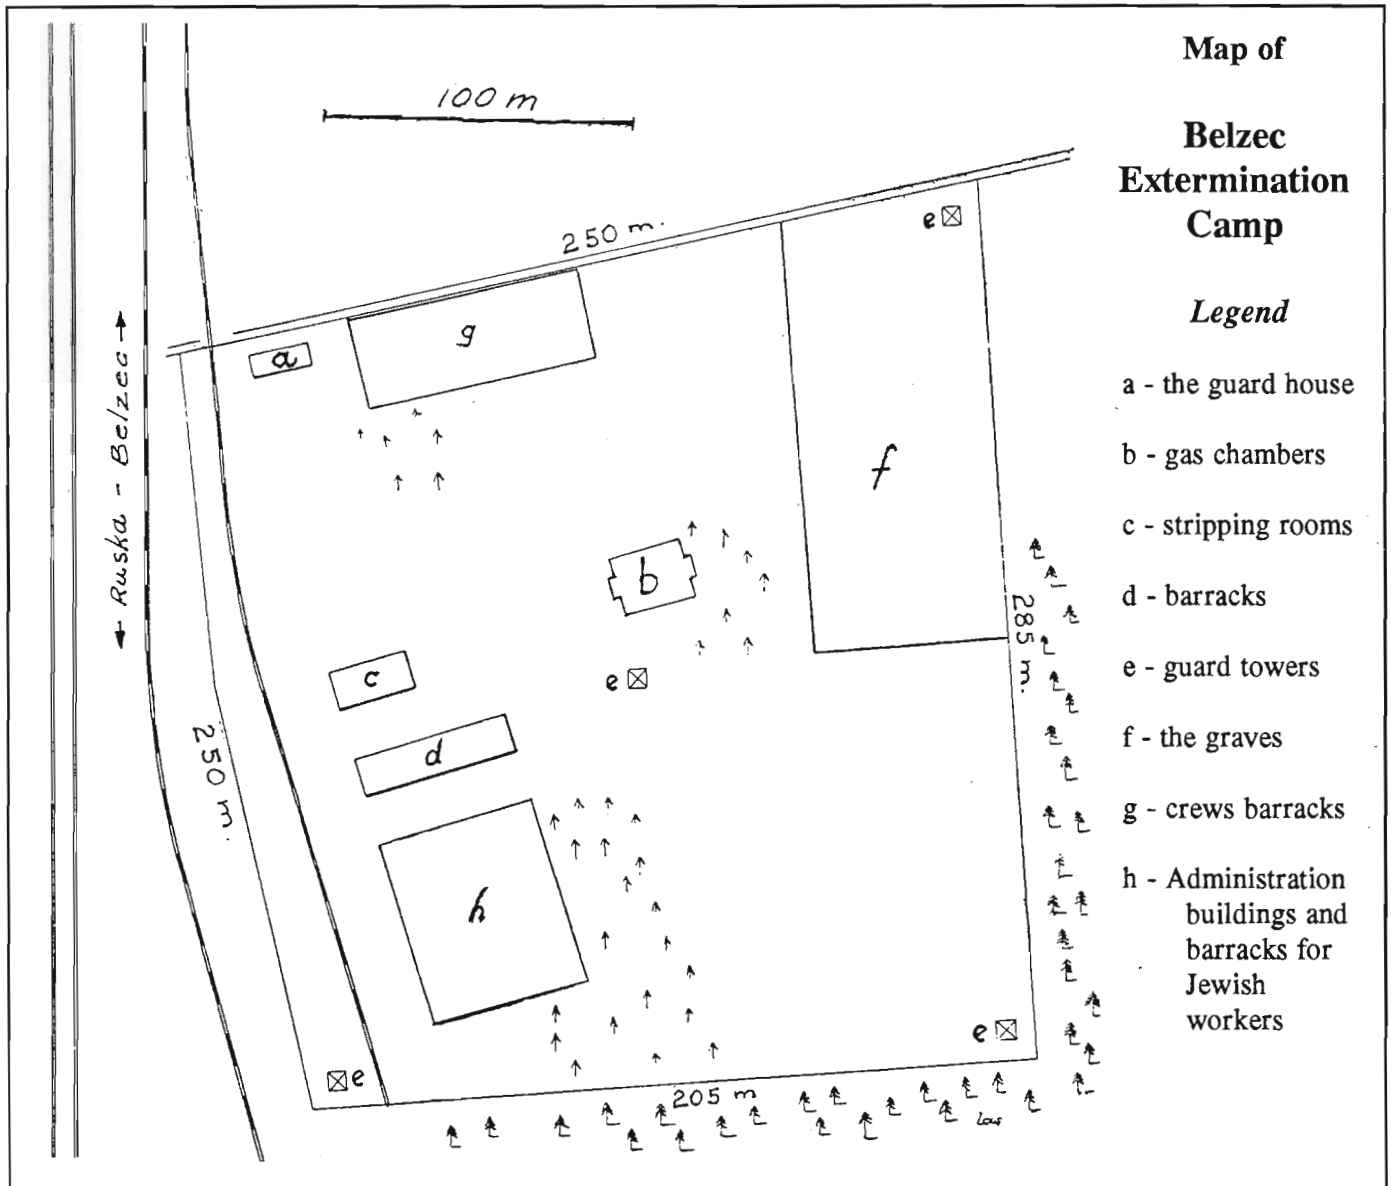 Map of
Belzec
Extermination
Camp
Legend
a - the guard house
b - gas chambers
c - stripping rooms
d - barracks
e - guard towers
f - the graves
g - crews barracks
h - Administration
buildings and
barracks for
Jewish
workers
100 m
250 m.
e
a
g
Ruska - Belzec
f
b
285 m.
c
e
d
250 m.
h
e
e
205 m